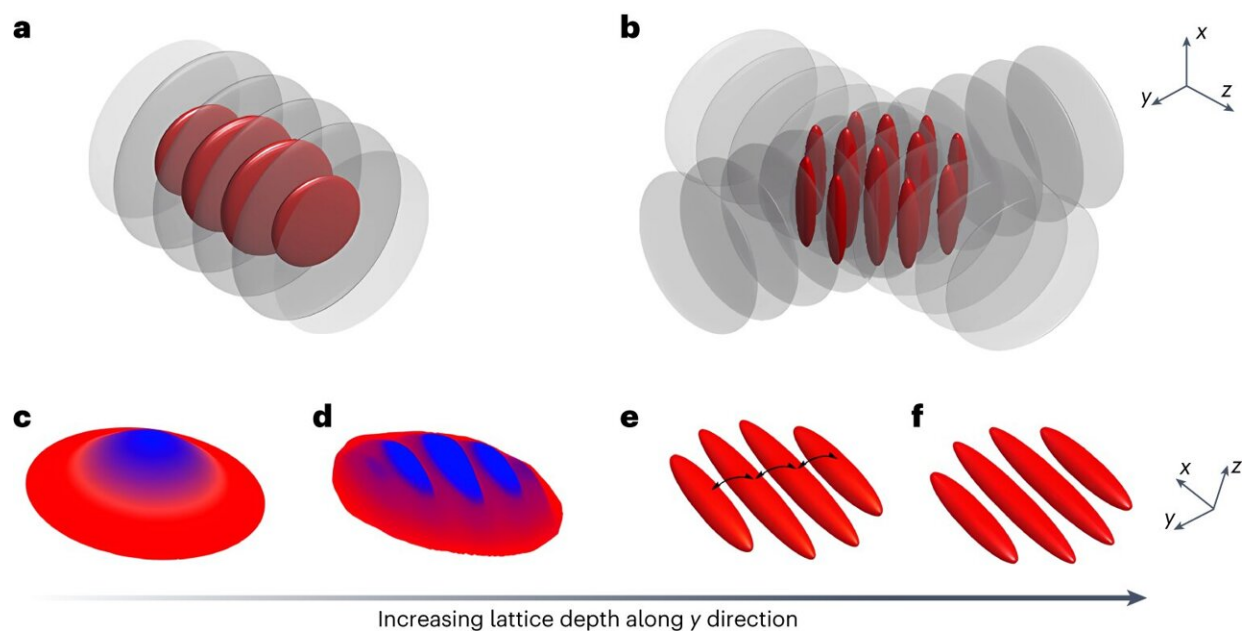 a
b
x
y
z
c
d
e
f
x
z
y
Increasing lattice depth along y direction